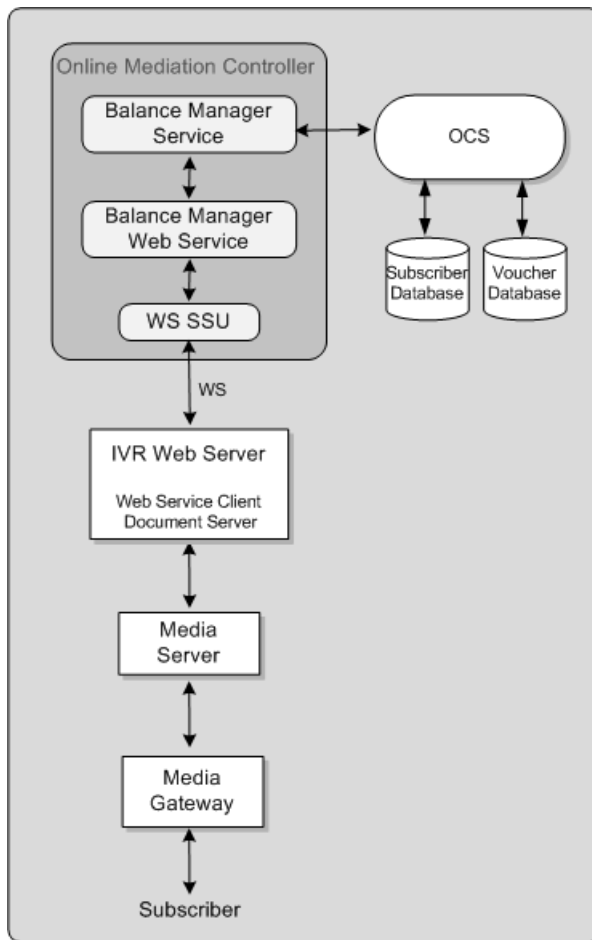 Online Mediation Controller
Balance Manager
Service
OCS
Balance Manager
Web Service
Subscriber
Database
Voucher
Database
WS SSU
WS
IVR Web Server
Web Service Client
Document Server
Media
Server
Media
Gateway
Subscriber